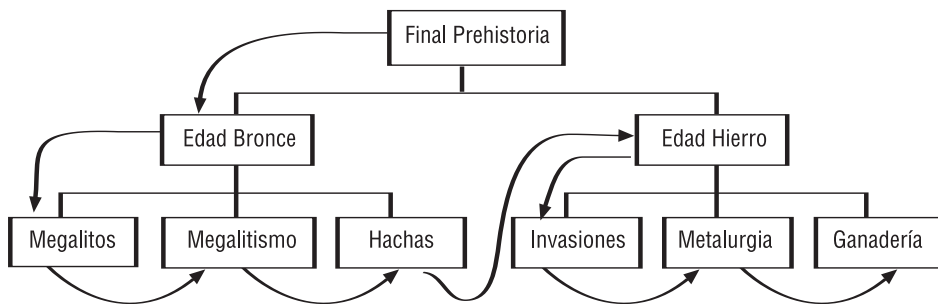 Final Prehistoria
Edad Bronce
Edad Hierro
Megalitos
Megalitismo
Hachas
Invasiones
Metalurgia
Ganadería